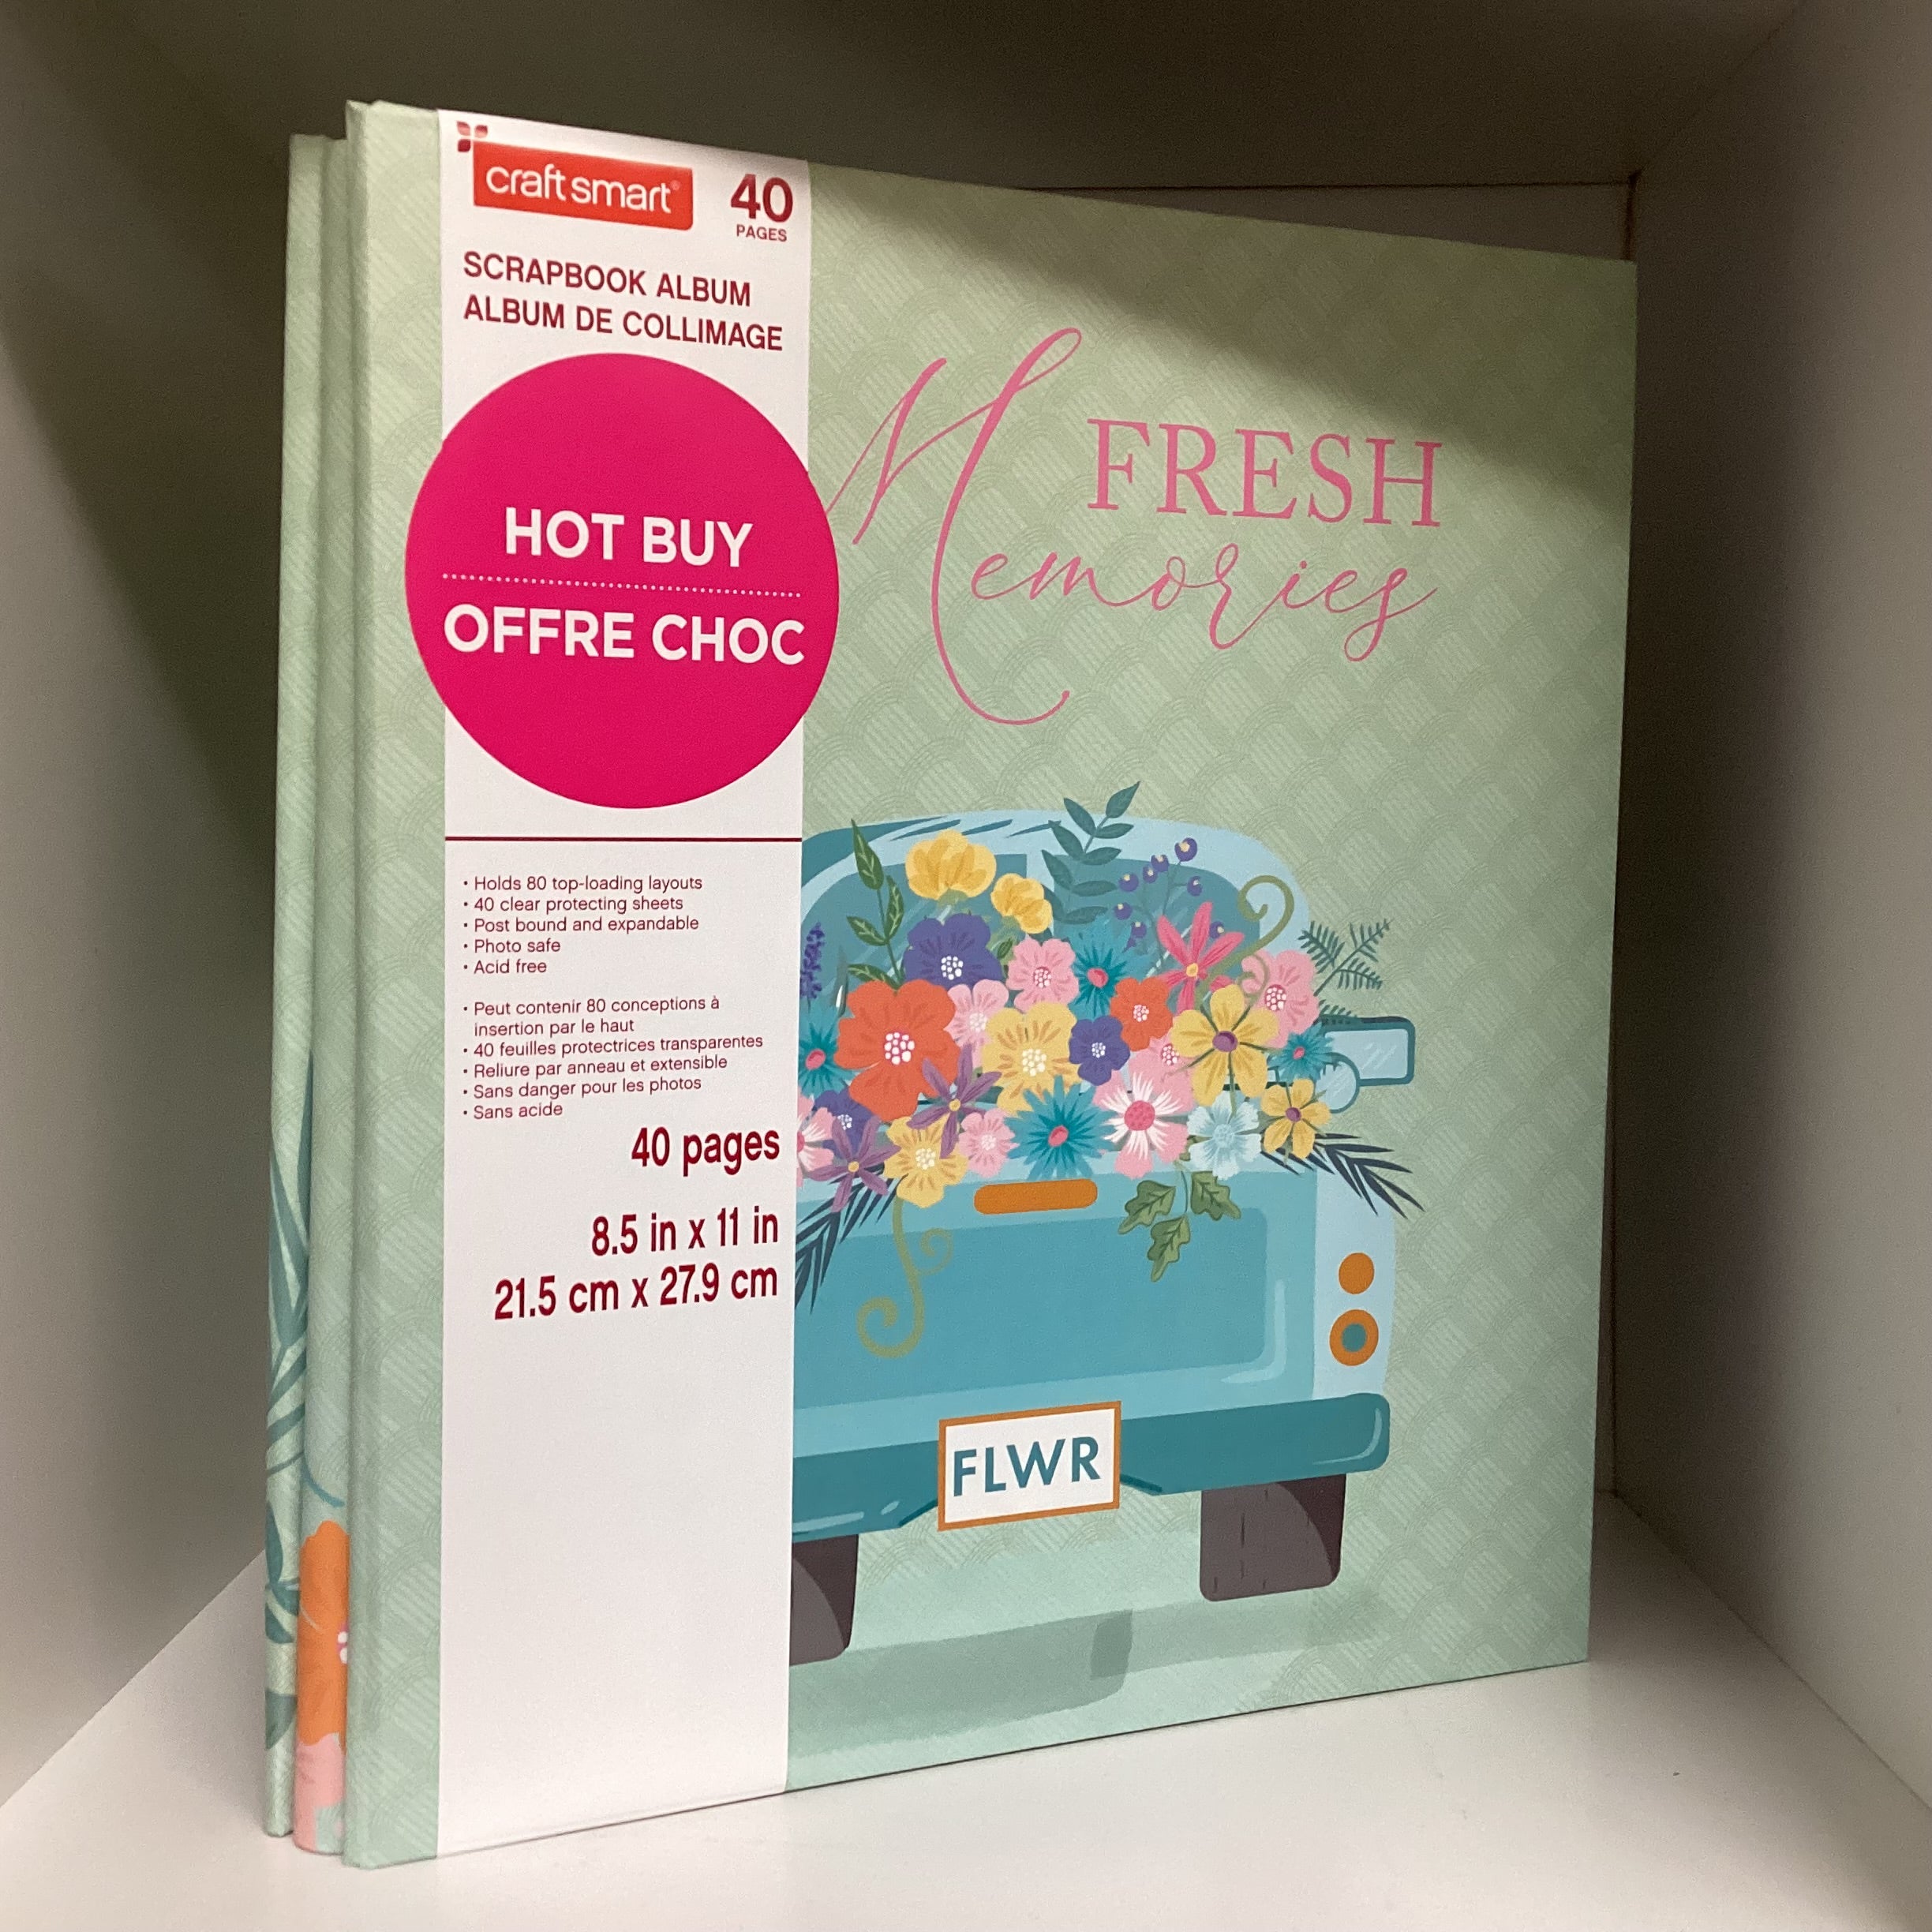 craft smart®
40
PAGES
SCRAPBOOK ALBUM
ALBUM DE COLLIMAGE
HOT BUY
OFFRE CHOC
• Holds 80 top-loading layouts
• 40 clear protecting sheets
• Post bound and expandable
• Photo safe
• Acid free
• Peut contenir 80 conceptions à
insertion par le haut
• 40 feuilles protectrices transparentes
• Reliure par anneau et extensible
• Sans danger pour les photos
• Sans acide
40 pages
8.5 in x 11 in
21.5 cm x 27.9 cm
FRESH
Memories
FLWR